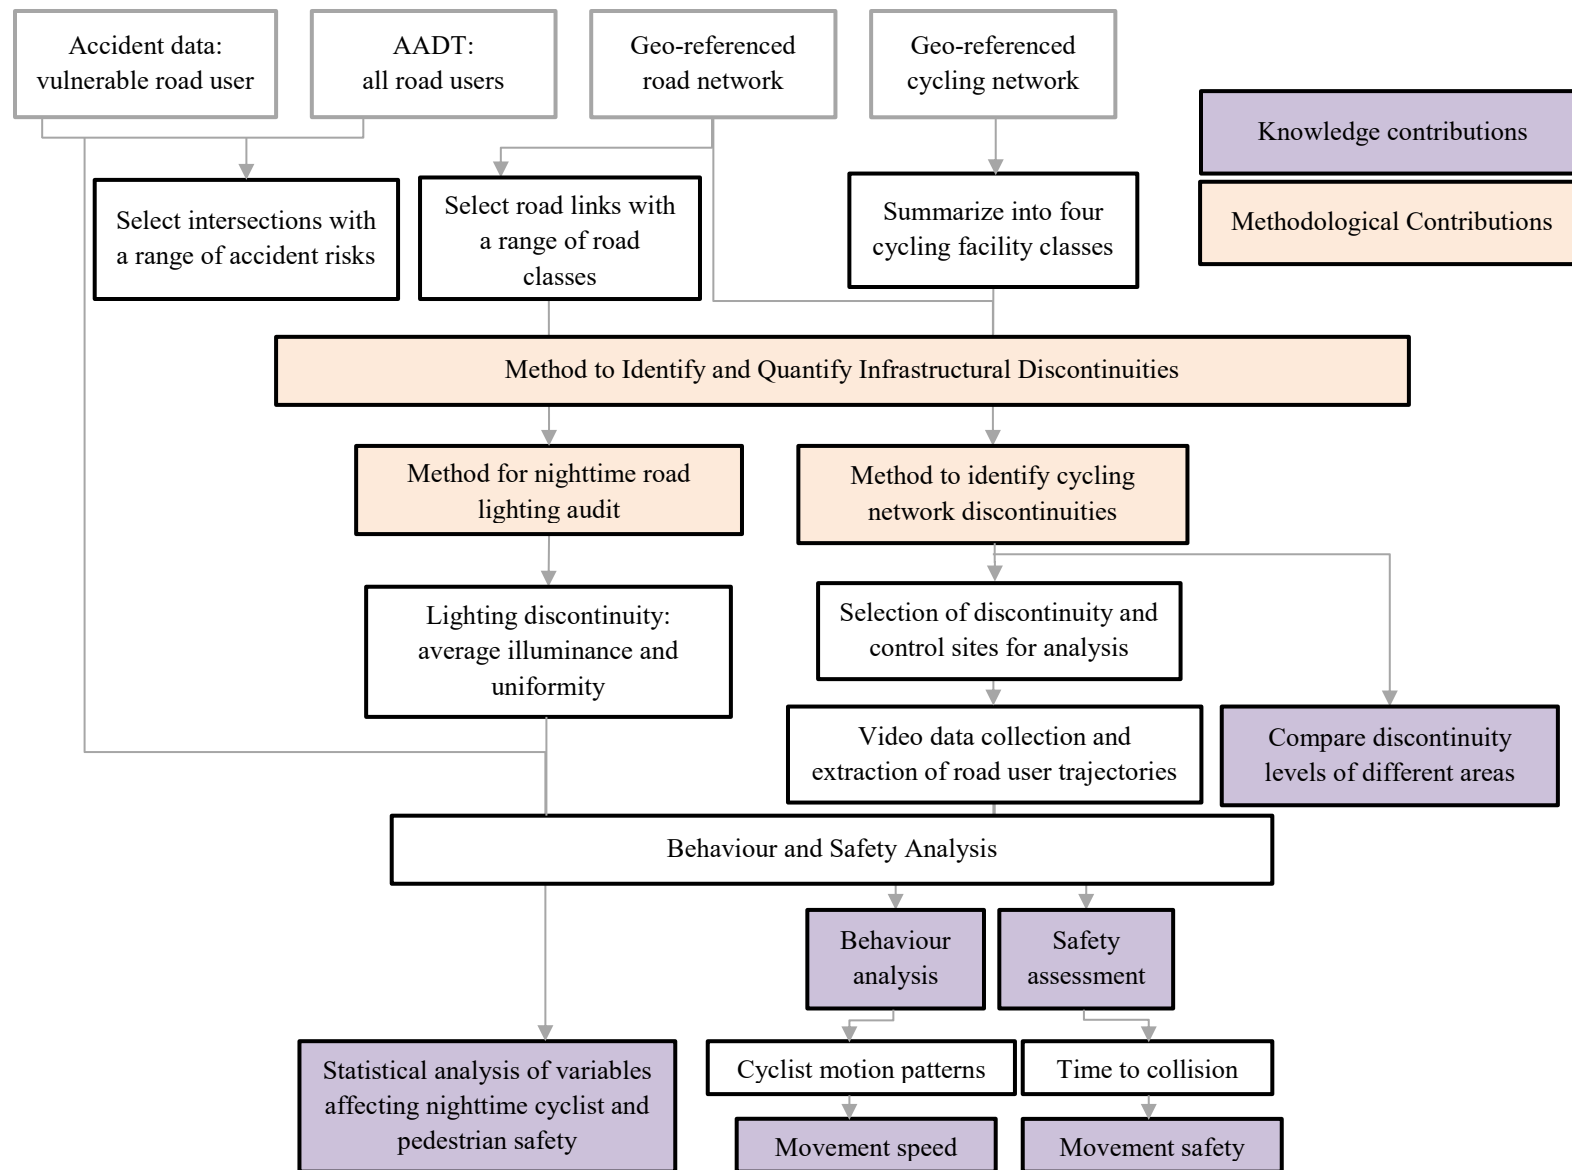 Accident data:
vulnerable road user
AADT:
all road users
Geo-referenced
road network
Geo-referenced
cycling network
Knowledge contributions
Methodological Contributions
Select intersections with
a range of accident risks
Select road links with
a range of road
classes
Summarize into four
cycling facility classes
Method to Identify and Quantify Infrastructural Discontinuities
Method for nighttime road
lighting audit
Method to identify cycling
network discontinuities
Lighting discontinuity:
average illuminance and
uniformity
Selection of discontinuity and
control sites for analysis
Video data collection and
extraction of road user trajectories
Compare discontinuity
levels of different areas
Behaviour and Safety Analysis
Behaviour
analysis
Safety
assessment
Statistical analysis of variables
affecting nighttime cyclist and
pedestrian safety
Cyclist motion patterns
Time to collision
Movement speed
Movement safety